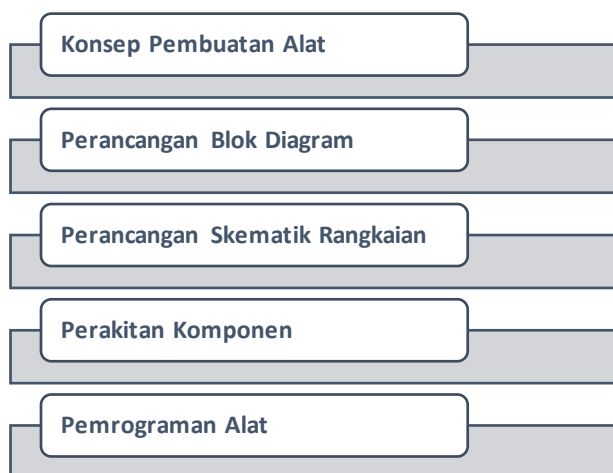 Konsep Pembuatan Alat
Perancangan Blok Diagram
Perancangan Skematik Rangkaian
Perakitan Komponen
Pemrograman Alat